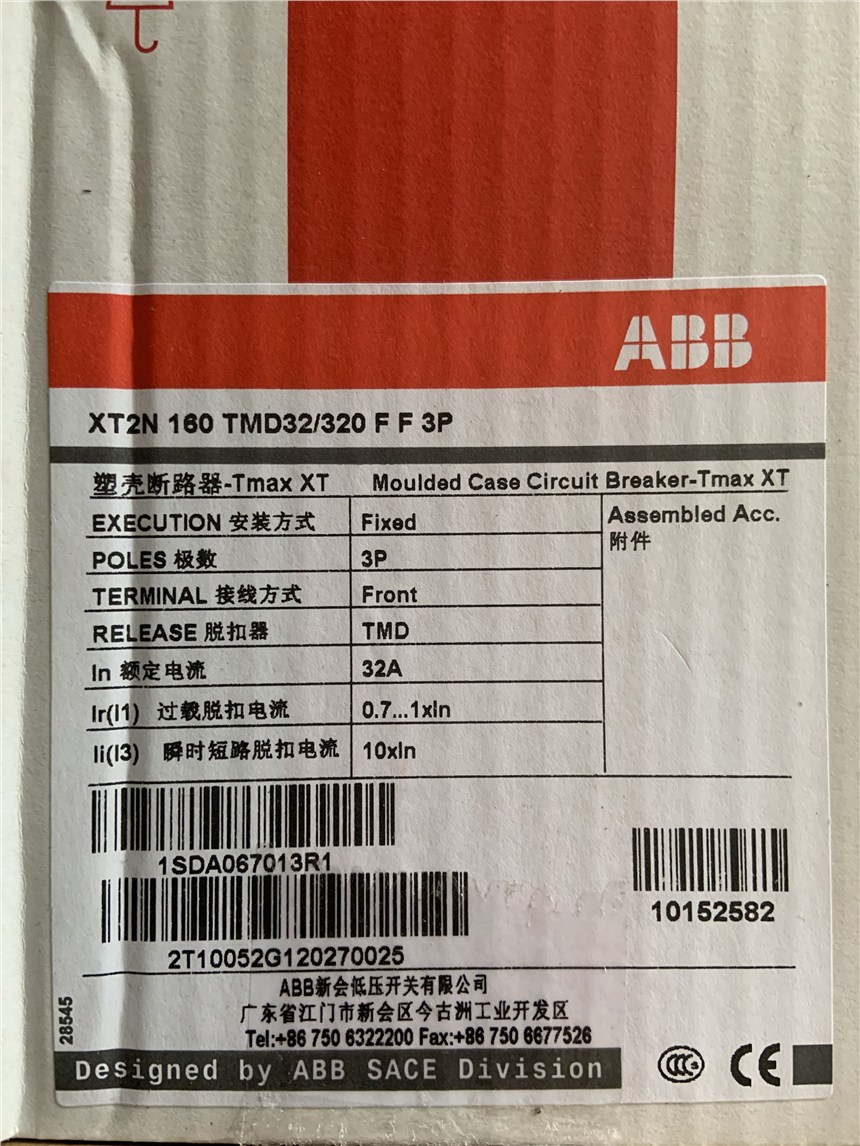 ABB
XT2N 160 TMD32/320 F F 3P
塑壳断路器-Tmax XT Moulded Case Circuit Breaker-Tmax XT
EXECUTION 安装方式 Fixed Assembled Acc.
附件
POLES 极数 3P
TERMINAL 接线方式 Front
RELEASE 脱扣器 TMD
In 额定电流 32A
Ir(I1) 过载脱扣电流 0.7...1xIn
Ii(I3) 瞬时短路脱扣电流 10xIn
1SDA067013R1
10152582
2T10052G120270025
ABB新会低压开关有限公司
广东省江门市新会区今古洲工业开发区
Tel:+86 750 6322200 Fax:+86 750 6677526
28545
Designed by ABB SACE Division
CCC S
CE